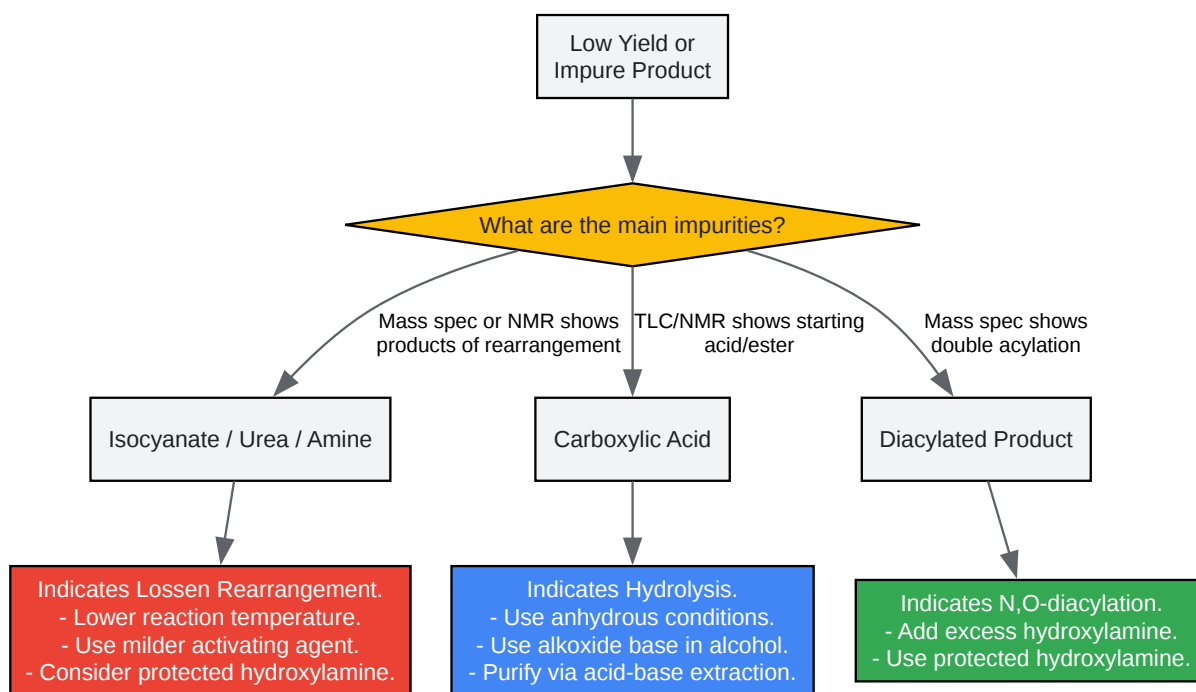 Low Yield or
Impure Product
What are the main impurities?
Mass spec or NMR shows
products of rearrangement
TLC/NMR shows starting
acid/ester
Mass spec shows
double acylation
Isocyanate / Urea / Amine
Carboxylic Acid
Diacylated Product
Indicates Lossen Rearrangement.
- Lower reaction temperature.
- Use milder activating agent.
- Consider protected hydroxylamine.
Indicates Hydrolysis.
- Use anhydrous conditions.
- Use alkoxide base in alcohol.
- Purify via acid-base extraction.
Indicates N,O-diacylation.
- Add excess hydroxylamine.
- Use protected hydroxylamine.